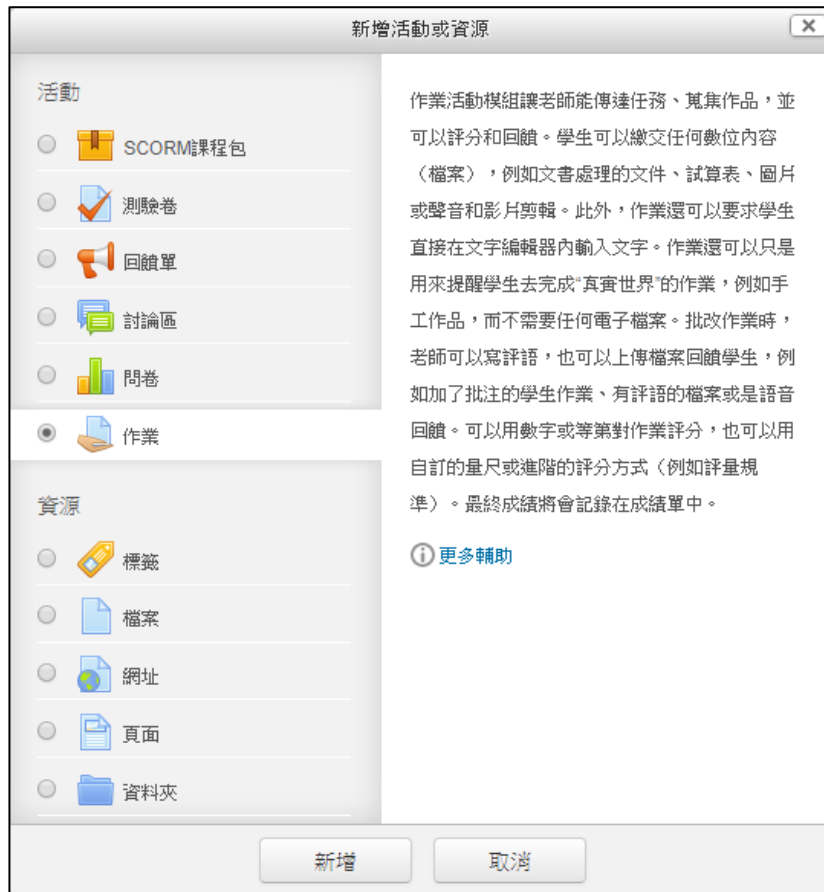 新增活動或資源
活動
SCORM課程包
測驗卷
回饋單
討論區
問卷
作業
資源
標籤
檔案
網址
頁面
資料夾
作業活動模組讓老師能傳達任務、蒐集作品，並
可以評分和回饋。學生可以繳交任何數位內容
（檔案），例如文書處理的文件、試算表、圖片
或聲音和影片剪輯。此外，作業還可以要求學生
直接在文字編輯器內輸入文字。作業還可以只是
用來提醒學生去完成“真實世界”的作業，例如手
工作品，而不需要任何電子檔案。批改作業時，
老師可以寫評語，也可以上傳檔案回饋學生，例
如加了批注的學生作業、有評語的檔案或是語音
回饋。可以用數字或等第對作業評分，也可以用
自訂的量尺或進階的評分方式（例如評量規
準）。最終成績將會記錄在成績單中。
更多輔助
新增
取消